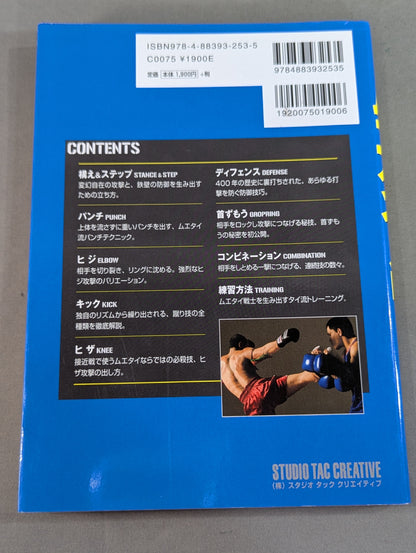 ISBN978-4-88393-253-5
C0075 ¥1900E
定価 本体 1,900円 +税
9784883932535
1920075019006
CONTENTS
構え&ステップ STANCE & STEP
変幻自在の攻撃と、鉄壁の防御を生み出す
ための立ち方。
パンチ PUNCH
上体を流さずに重いパンチを出す、ムエタイ
流パンチテクニック。
ヒジ ELBOW
相手を切り裂き、リングに沈める、強烈なヒ
ジ攻撃のバリエーション。
キック KICK
独自のリズムから繰り出される、蹴り技の全
種類を徹底解説。
ヒザ KNEE
接近戦で使うムエタイならではの必殺技、ヒ
ザ攻撃の出し方。
ディフェンス DEFENSE
400年の歴史に裏打ちされた、あらゆる打
撃を防ぐ防御技術。
首ずもう GROPRING
相手をロックし攻撃につなげる秘技、首ずも
うの秘密を初公開。
コンビネーション COMBINATION
相手をしとめる一撃につなげる、連続技の数々。
練習方法 TRAINING
ムエタイ戦士を生み出すタイ流トレーニング。
STUDIO TAC CREATIVE
(株)スタジオ タック クリエイティブ